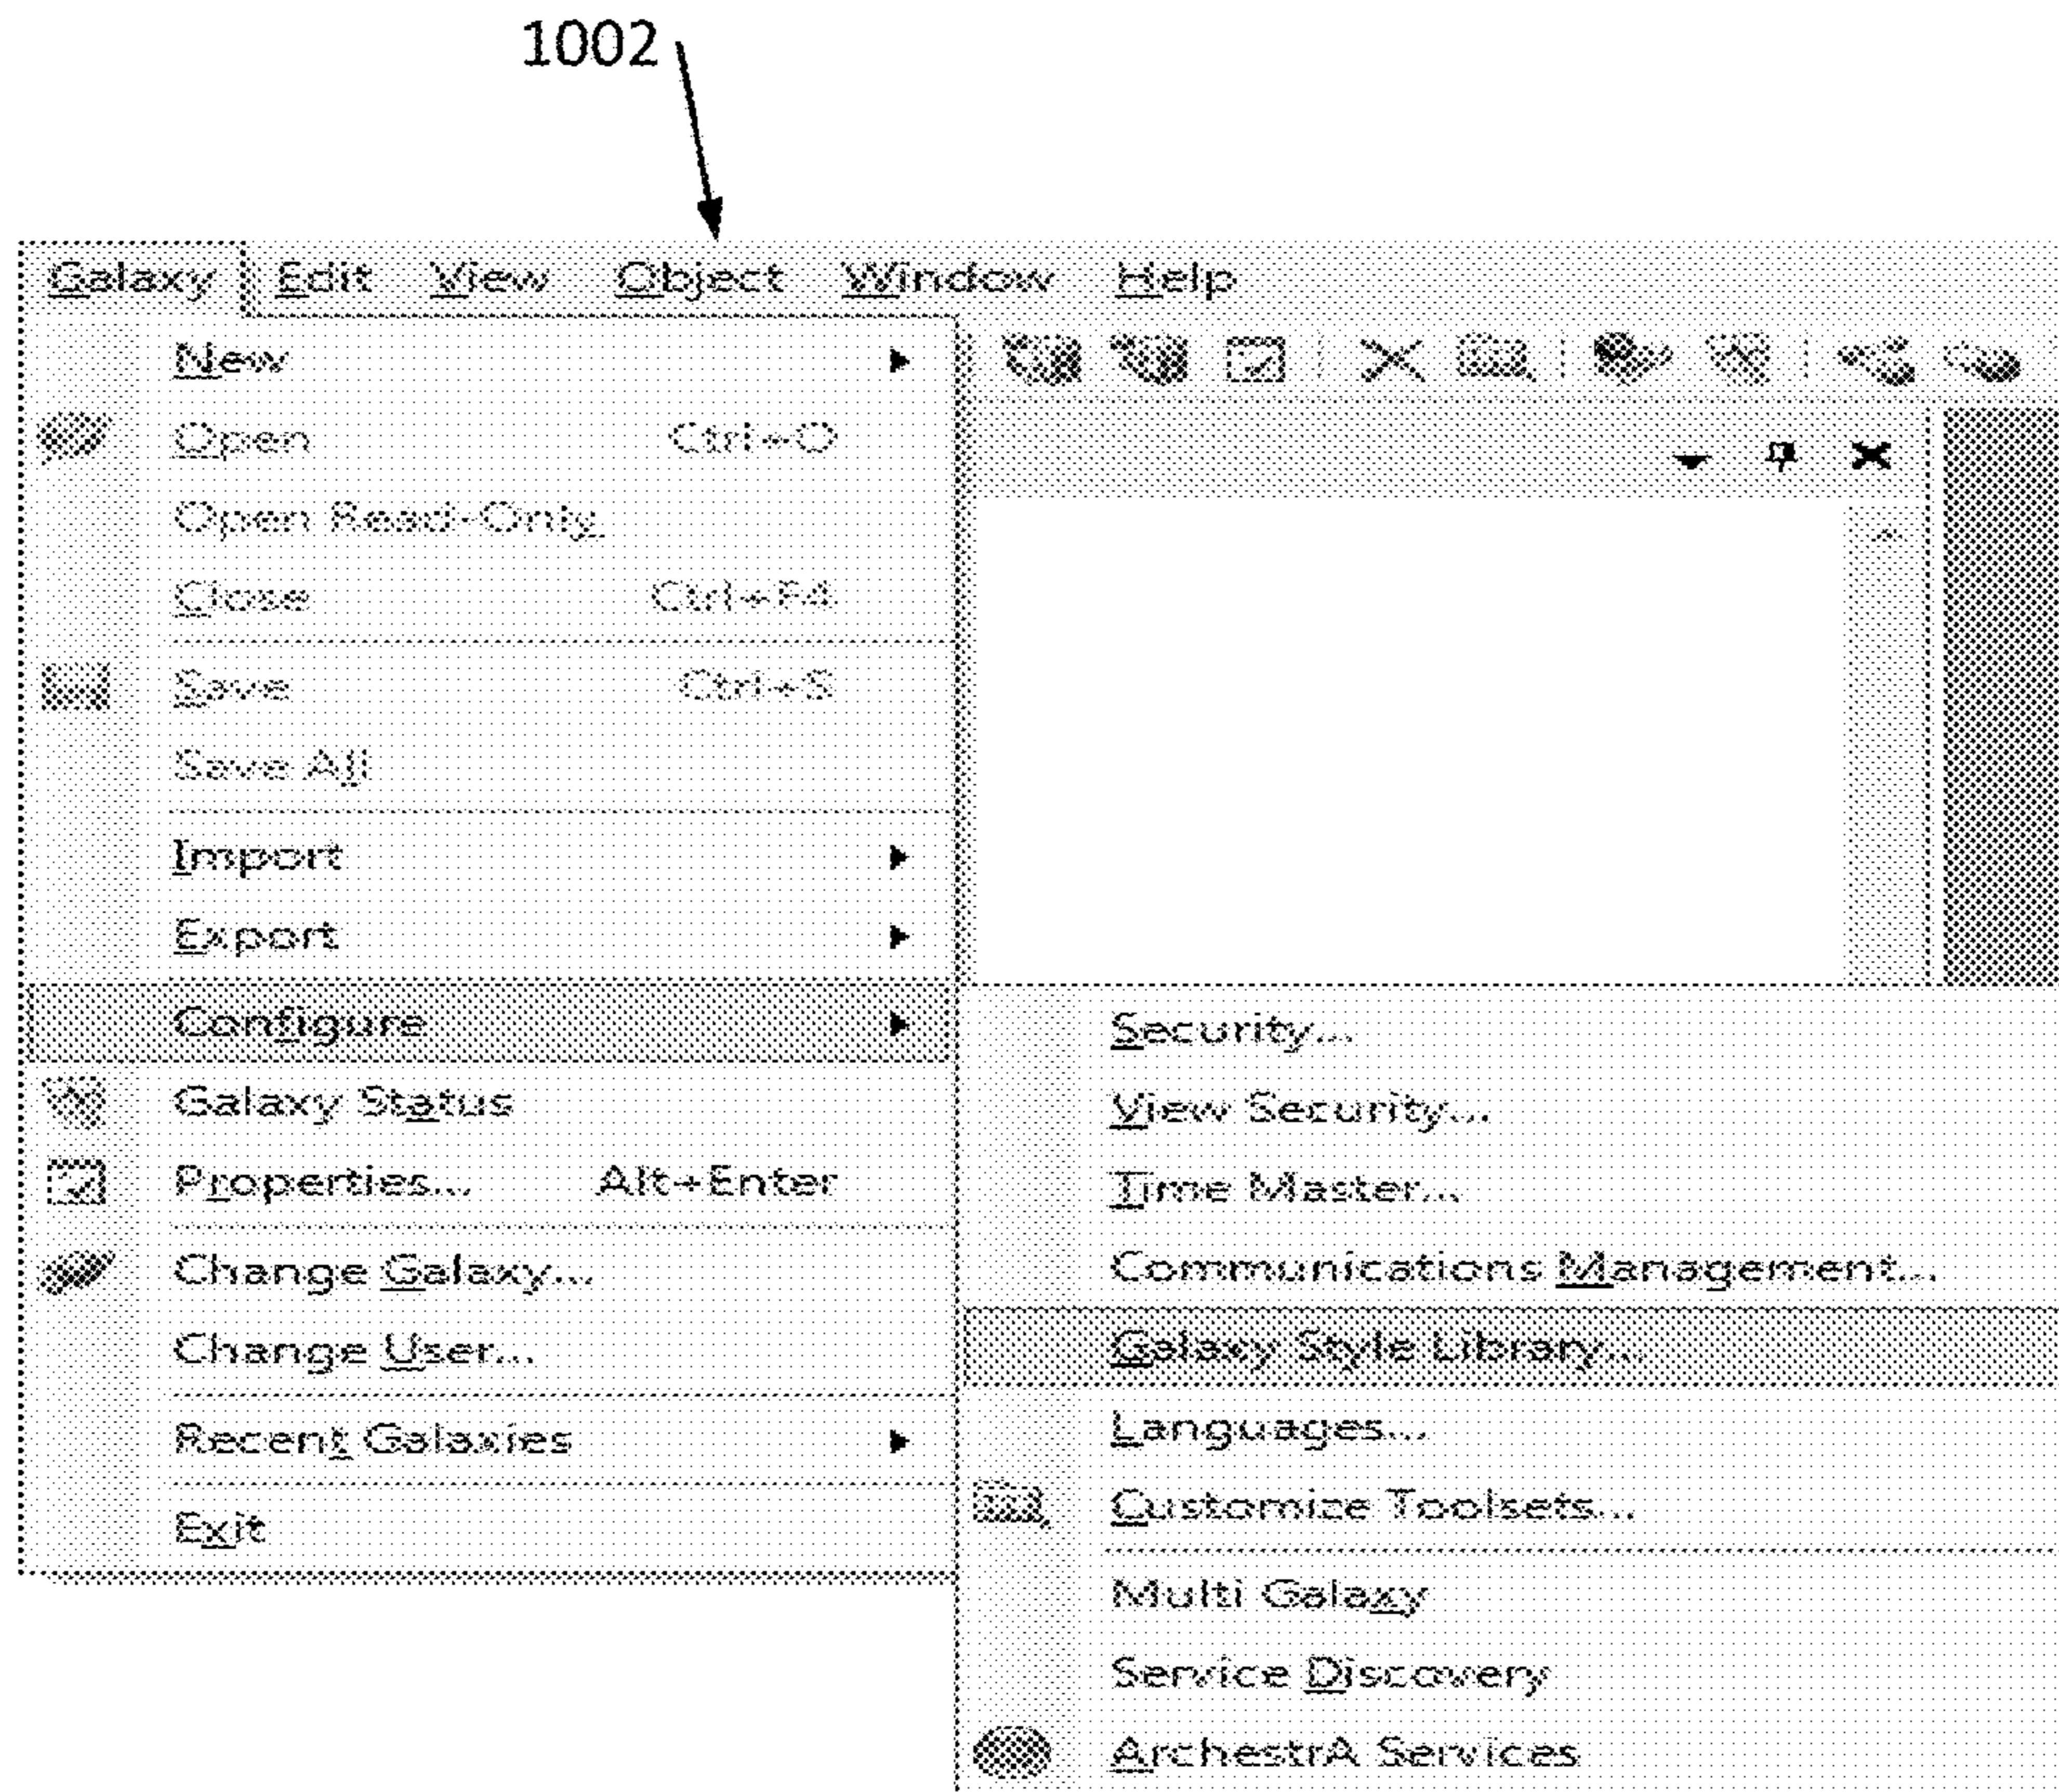 1002
Galaxy Edit View Object Window Help
New
Open Ctrl+O
Open Read-Only
Close Ctrl+F4
Save Ctrl+S
Save All
Import
Export
Configure
Galaxy Status
Properties... Alt+Enter
Change Galaxy...
Change User...
Recent Galaxies
Exit
Security...
View Security...
Time Master...
Communications Management...
Galaxy Style Library...
Languages...
Customize Toolsets...
Multi Galaxy
Service Discovery
ArchestrA Services